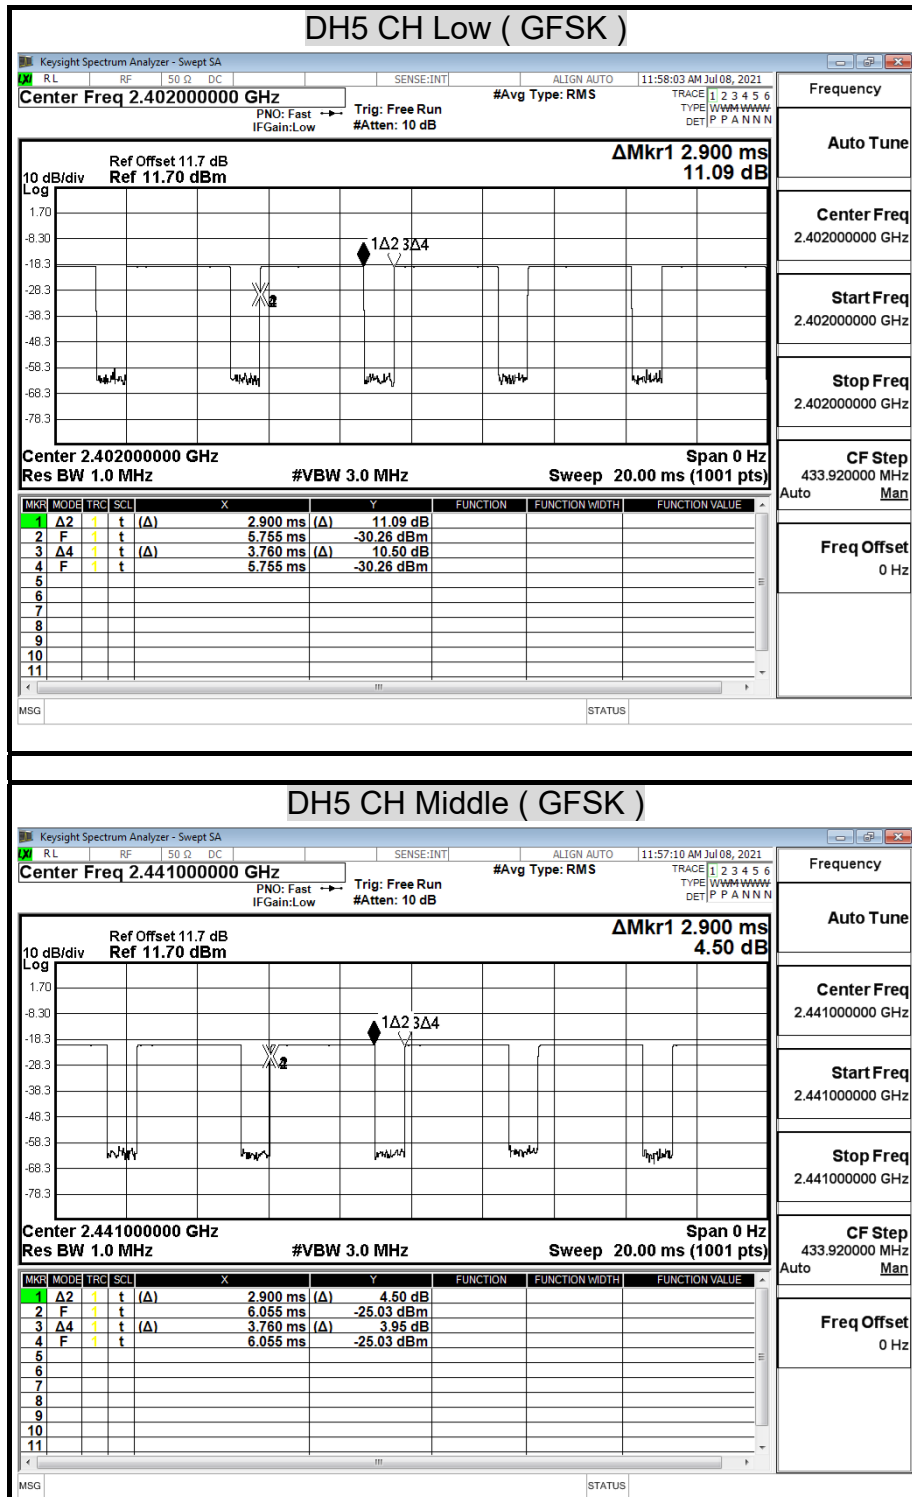 DH5 CH Low ( GFSK )
Keysight Spectrum Analyzer - Swept SA
LXI RL RF 50 Ω DC SENSE:INT ALIGN AUTO 11:58:03 AM Jul 08, 2021
Center Freq 2.402000000 GHz #Avg Type: RMS TRACE 1 2 3 4 5 6
PNO: Fast Trig: Free Run TYPE WWMWWWW
IFGain:Low #Atten: 10 dB DET P P A N N N
Frequency
Auto Tune
Center Freq
2.402000000 GHz
Start Freq
2.402000000 GHz
Stop Freq
2.402000000 GHz
CF Step
433.920000 MHz
Auto Man
Freq Offset
0 Hz
ΔMkr1 2.900 ms
11.09 dB
Ref Offset 11.7 dB
10 dB/div Ref 11.70 dBm
Log
1.70
-8.30
1Δ2 3Δ4
-18.3
-28.3
-38.3
-48.3
-58.3
-68.3
-78.3
Center 2.402000000 GHz Span 0 Hz
Res BW 1.0 MHz #VBW 3.0 MHz Sweep 20.00 ms (1001 pts)
MKR MODE TRC SCL X Y FUNCTION FUNCTION WIDTH FUNCTION VALUE
1 Δ2 1 t (Δ) 2.900 ms (Δ) 11.09 dB
2 F 1 t 5.755 ms -30.26 dBm
3 Δ4 1 t (Δ) 3.760 ms (Δ) 10.50 dB
4 F 1 t 5.755 ms -30.26 dBm
5
6
7
8
9
10
11
MSG STATUS
DH5 CH Middle ( GFSK )
Keysight Spectrum Analyzer - Swept SA
LXI RL RF 50 Ω DC SENSE:INT ALIGN AUTO 11:57:10 AM Jul 08, 2021
Center Freq 2.441000000 GHz #Avg Type: RMS TRACE 1 2 3 4 5 6
PNO: Fast Trig: Free Run TYPE WWMWWWW
IFGain:Low #Atten: 10 dB DET P P A N N N
Frequency
Auto Tune
Center Freq
2.441000000 GHz
Start Freq
2.441000000 GHz
Stop Freq
2.441000000 GHz
CF Step
433.920000 MHz
Auto Man
Freq Offset
0 Hz
ΔMkr1 2.900 ms
4.50 dB
Ref Offset 11.7 dB
10 dB/div Ref 11.70 dBm
Log
1.70
-8.30
1Δ2 3Δ4
-18.3
-28.3
-38.3
-48.3
-58.3
-68.3
-78.3
Center 2.441000000 GHz Span 0 Hz
Res BW 1.0 MHz #VBW 3.0 MHz Sweep 20.00 ms (1001 pts)
MKR MODE TRC SCL X Y FUNCTION FUNCTION WIDTH FUNCTION VALUE
1 Δ2 1 t (Δ) 2.900 ms (Δ) 4.50 dB
2 F 1 t 6.055 ms -25.03 dBm
3 Δ4 1 t (Δ) 3.760 ms (Δ) 3.95 dB
4 F 1 t 6.055 ms -25.03 dBm
5
6
7
8
9
10
11
MSG STATUS